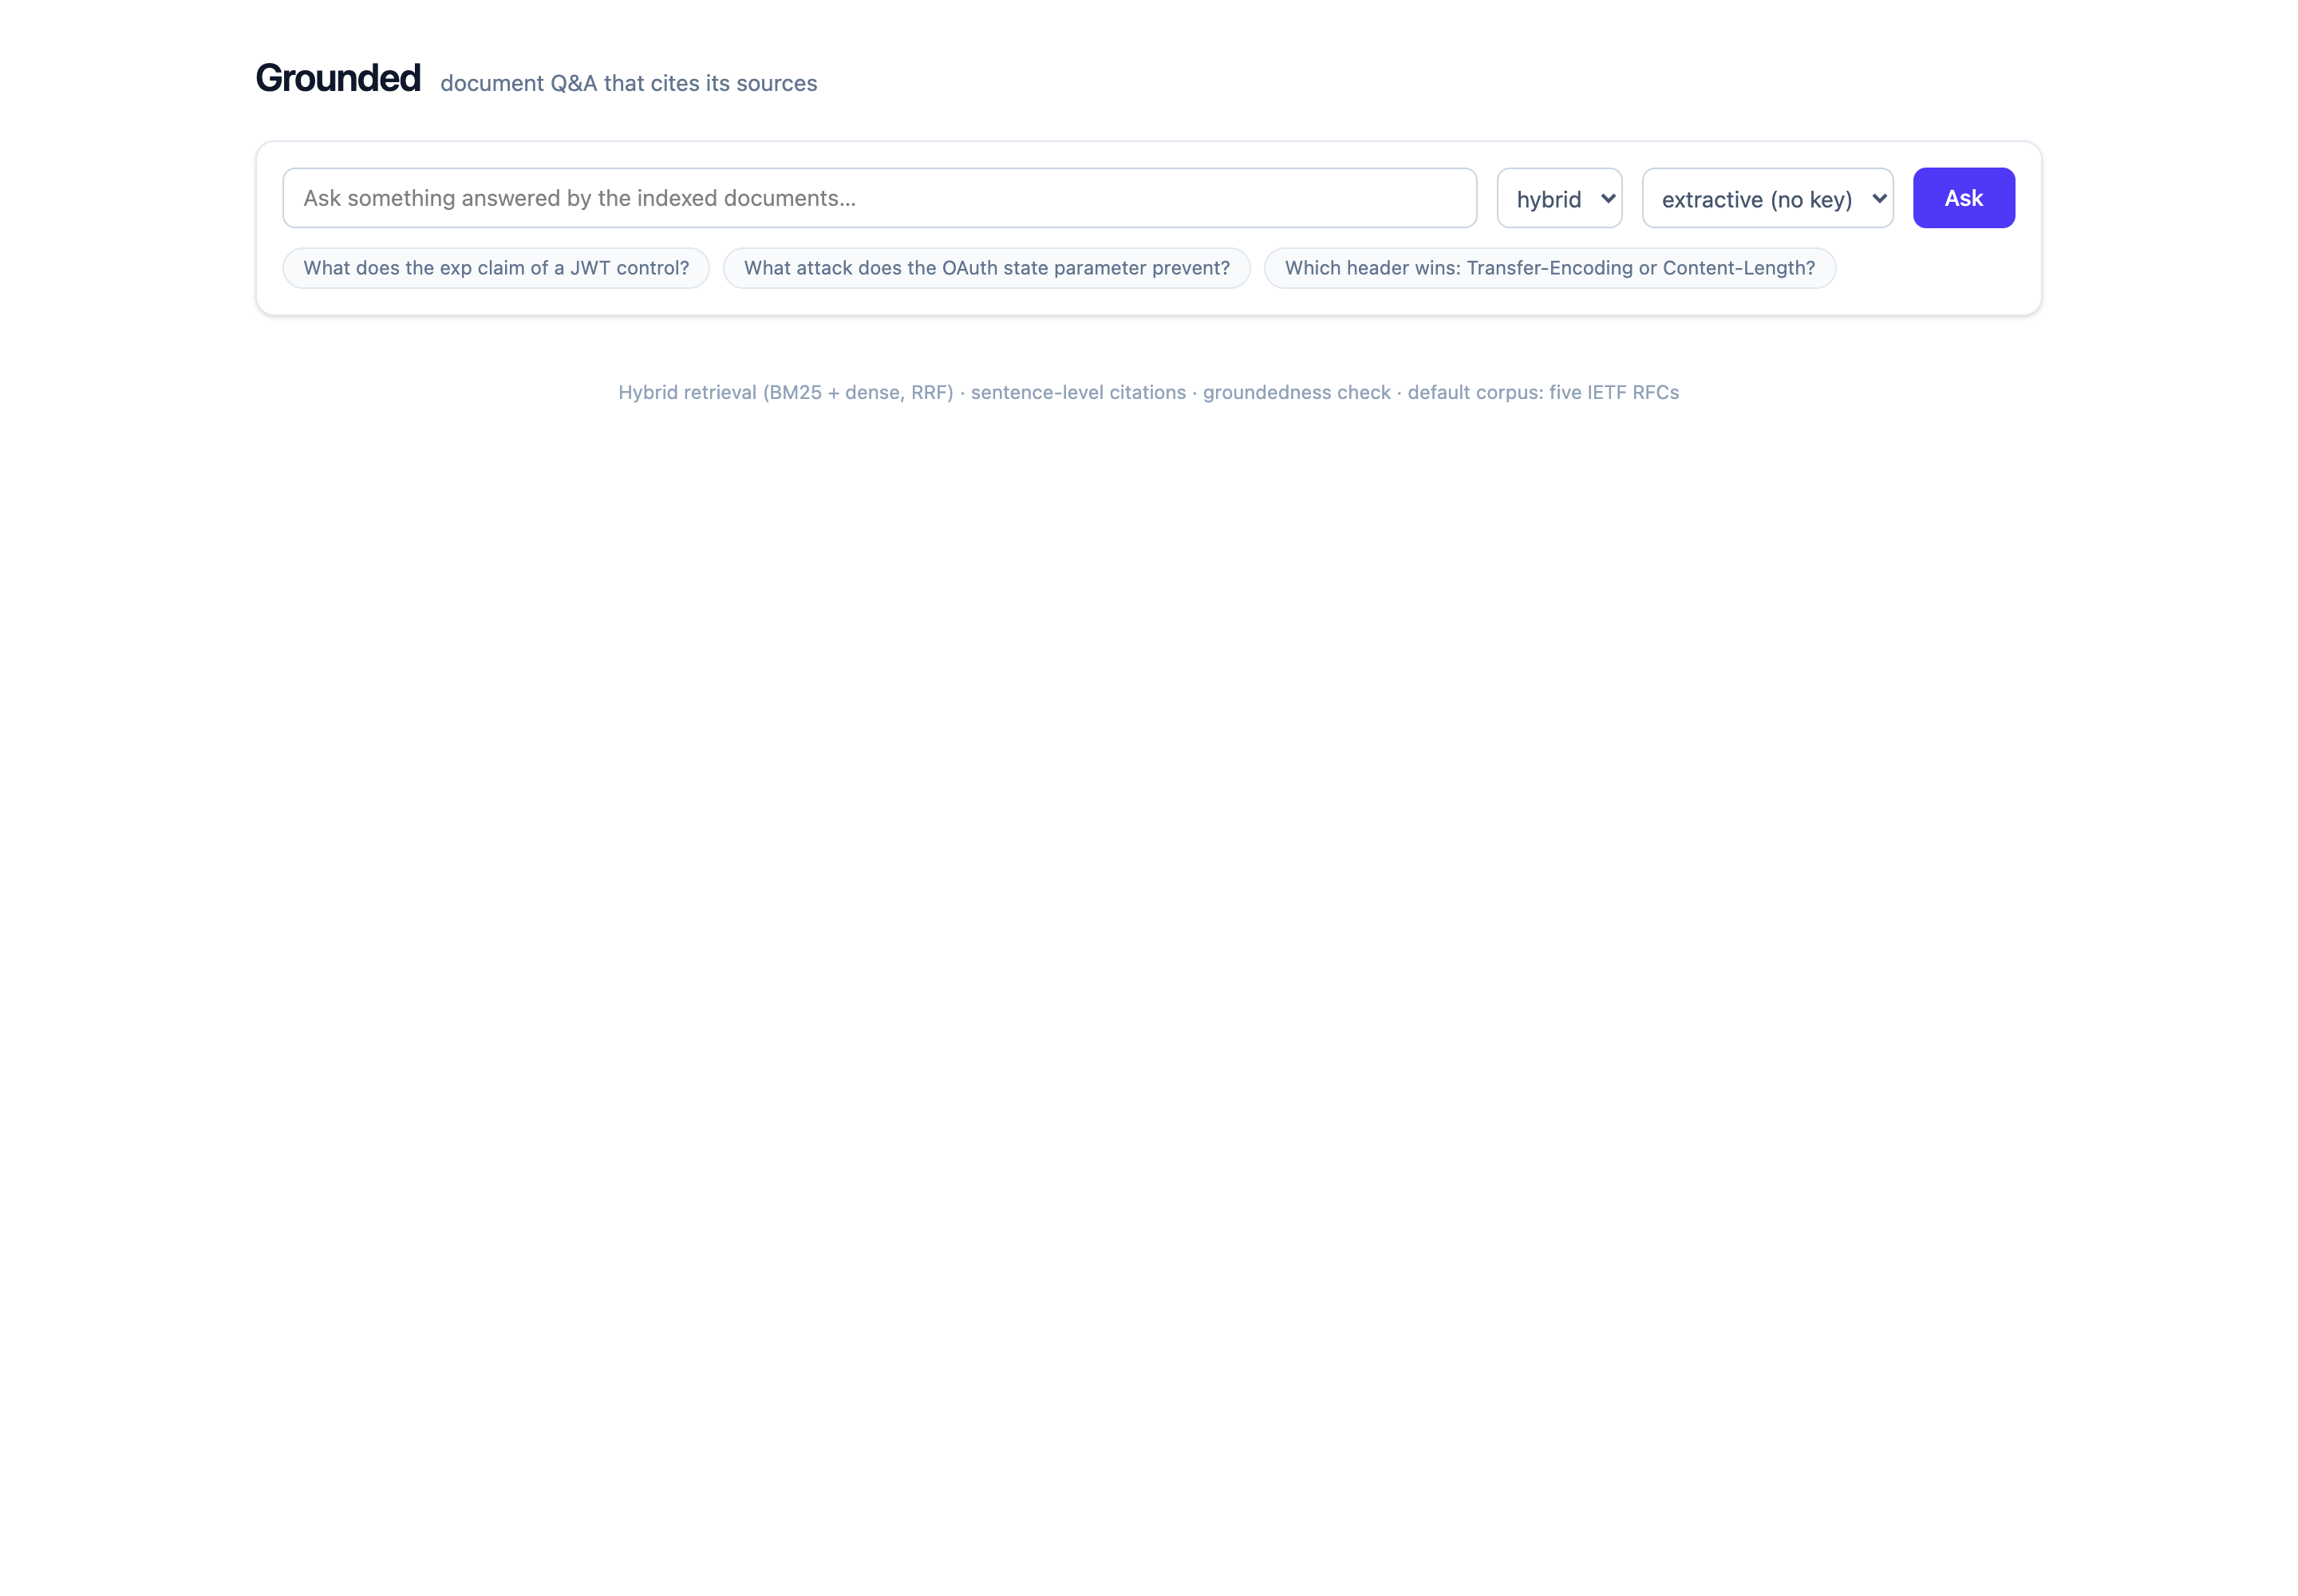 Grounded document Q&A that cites its sources
Ask something answered by the indexed documents... hybrid extractive (no key) Ask
What does the exp claim of a JWT control? What attack does the OAuth state parameter prevent? Which header wins: Transfer-Encoding or Content-Length?
Hybrid retrieval (BM25 + dense, RRF) · sentence-level citations · groundedness check · default corpus: five IETF RFCs